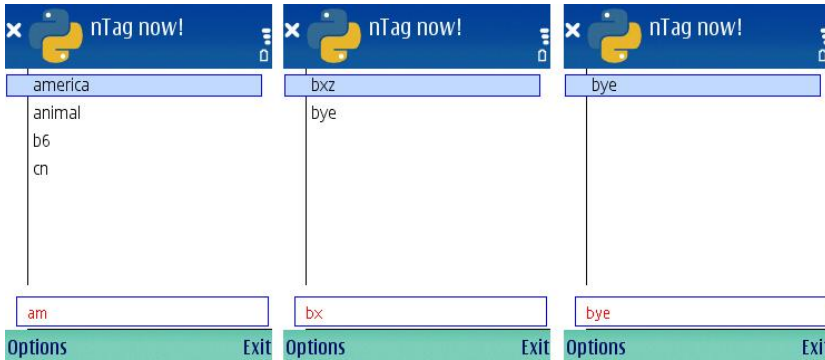 nTag now!
america
animal
b6
cn
am
Options Exit
nTag now!
bxz
bye
bx
Options Exit
nTag now!
bye
bye
Options Exit